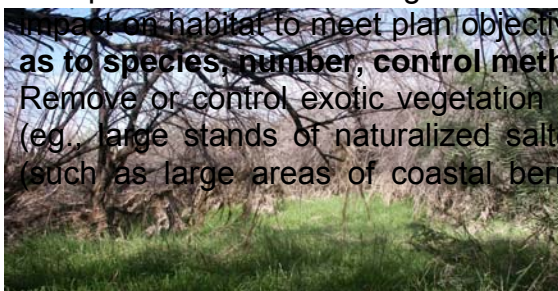 impact on habitat to meet plan objecti
as to species, number, control meth
Remove or control exotic vegetation
(eg., large stands of naturalized salt
(such as large areas of coastal ber